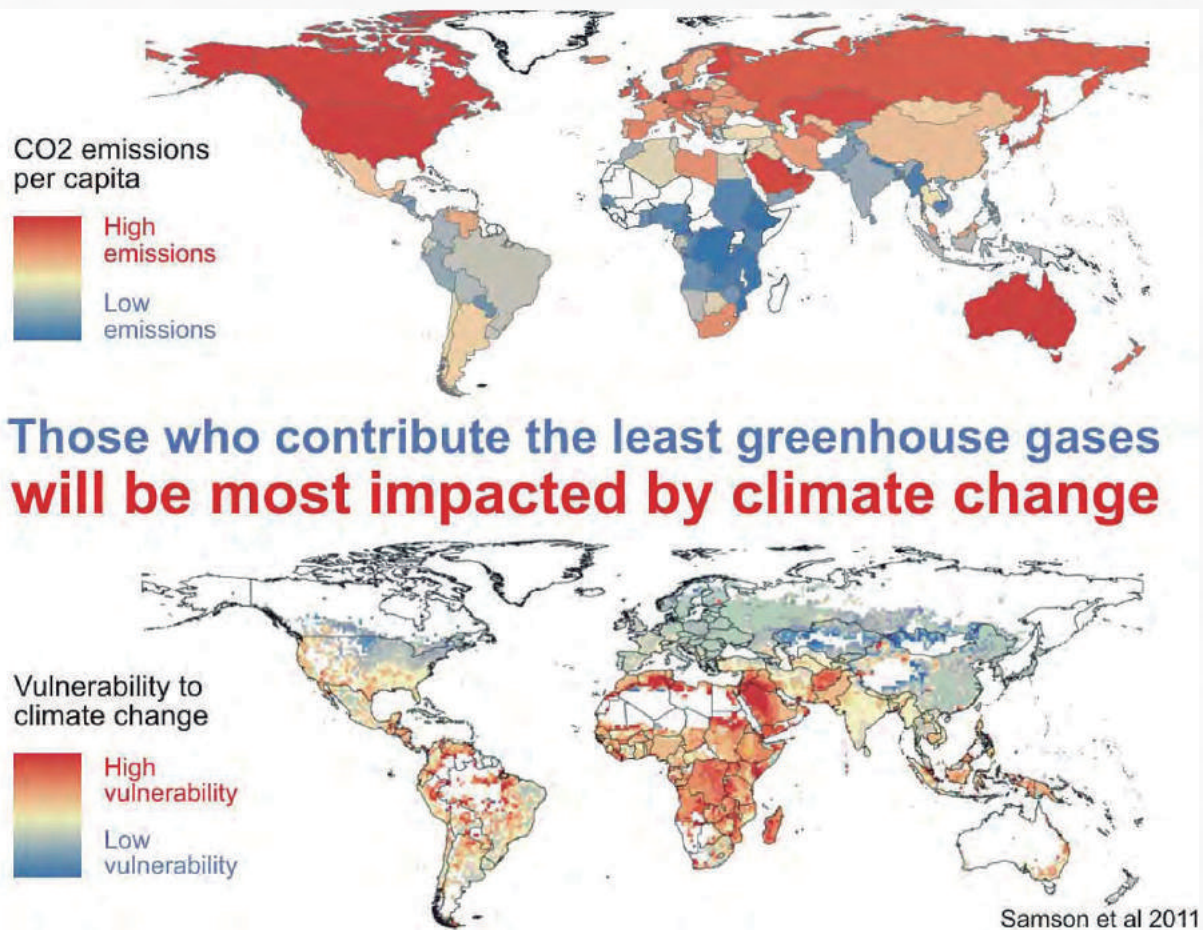 CO2 emissions
per capita
High
emissions
Low
emissions
Those who contribute the least greenhouse gases
will be most impacted by climate change
Vulnerability to
climate change
High
vulnerability
Low
vulnerability
Samson et al 2011